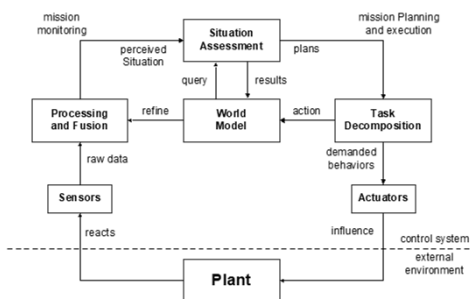 mission
monitoring
Situation
Assessment
mission Planning
and execution
perceived
Situation
plans
query
results
Processing
and Fusion
refine
World
Model
action
Task
Decomposition
raw data
demanded
behaviors
Sensors
Actuators
reacts
influence
control system
external
environment
Plant